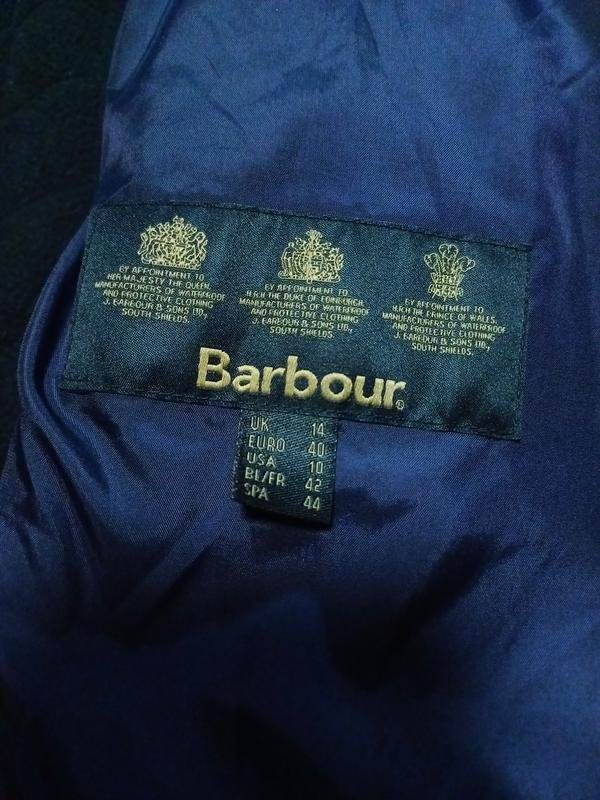 BY APPOINTMENT TO
HER MAJESTY THE QUEEN,
MANUFACTURERS OF WATERPROOF
AND PROTECTIVE CLOTHING
J. BARBOUR & SONS LTD.,
SOUTH SHIELDS.
BY APPOINTMENT TO
H.R.H THE DUKE OF EDINBURGH,
MANUFACTURERS OF WATERPROOF
AND PROTECTIVE CLOTHING
J. BARBOUR & SONS LTD.,
SOUTH SHIELDS.
BY APPOINTMENT TO
H.R.H THE PRINCE OF WALES,
MANUFACTURERS OF WATERPROOF
AND PROTECTIVE CLOTHING
J. BARBOUR & SONS LTD.,
SOUTH SHIELDS.
Barbour®
UK 14
EURO 40
USA 10
BL/FR 42
SPA 44